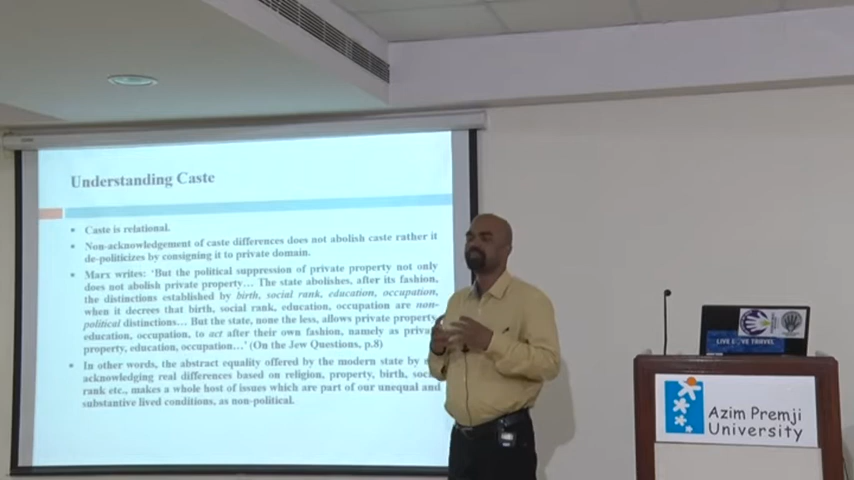 Understanding Caste
Caste is relational.
Non-acknowledgement of caste differences does not abolish caste rather it
de-politicizes by consigning it to private domain.
Marx writes: 'But the political suppression of private property not only
does not abolish private property… The state abolishes, after its fashion,
the distinctions established by birth, social rank, education, occupation,
when it decrees that birth, social rank, education, occupation are non-
political distinctions… But the state, none the less, allows private property,
education, occupation, to act after their own fashion, namely as
property, education, occupation…' (On the Jew Questions, p.8)
In other words, the abstract equality offered by the modern state by
acknowledging real differences based on religion, property, birth,
rank etc., makes a whole host of issues which are part of our unequal and
substantive lived conditions, as non-political.
LIVE LOVE TRAVEL
Azim Premji
University